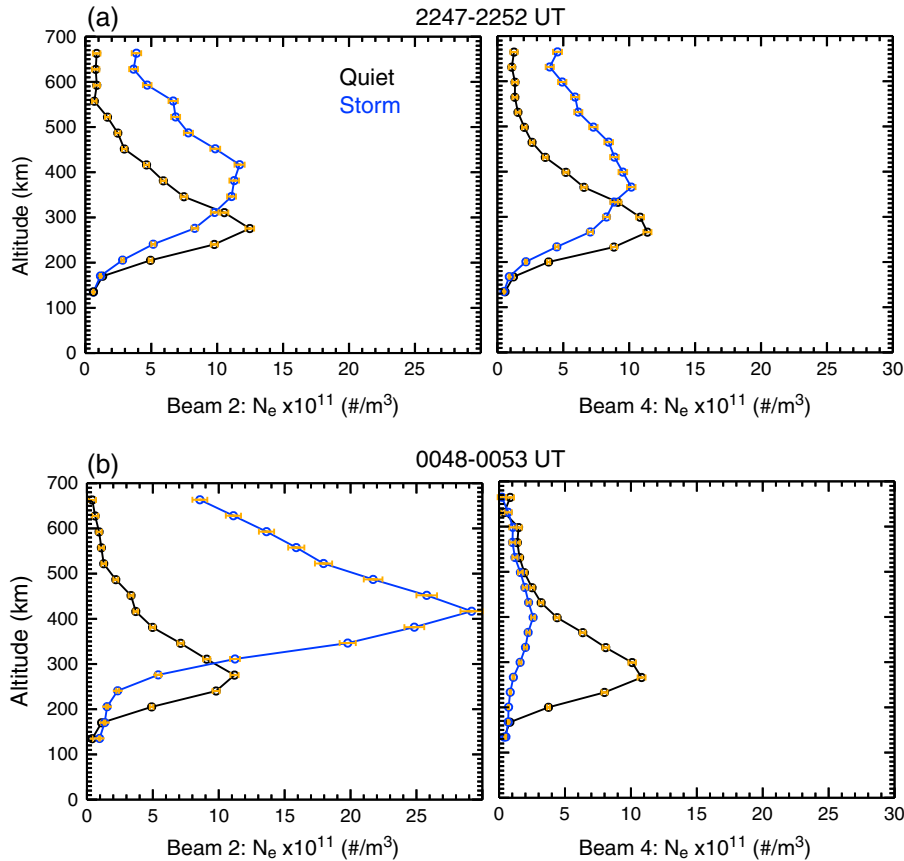 (a) 2247-2252 UT
700
600
500
400
300
200
100
0
Altitude (km)
Quiet
Storm
0 5 10 15 20 25 0 5 10 15 20 25 30
Beam 2: Nₑ x10¹¹ (#/m³) Beam 4: Nₑ x10¹¹ (#/m³)
(b) 0048-0053 UT
700
600
500
400
300
200
100
0
Altitude (km)
0 5 10 15 20 25 0 5 10 15 20 25 30
Beam 2: Nₑ x10¹¹ (#/m³) Beam 4: Nₑ x10¹¹ (#/m³)